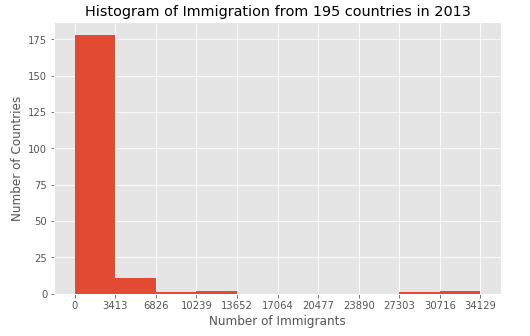 Histogram of Immigration from 195 countries in 2013
175
150
125
100
75
50
25
0
Number of Countries
0 3413 6826 10239 13652 17064 20477 23890 27303 30716 34129
Number of Immigrants